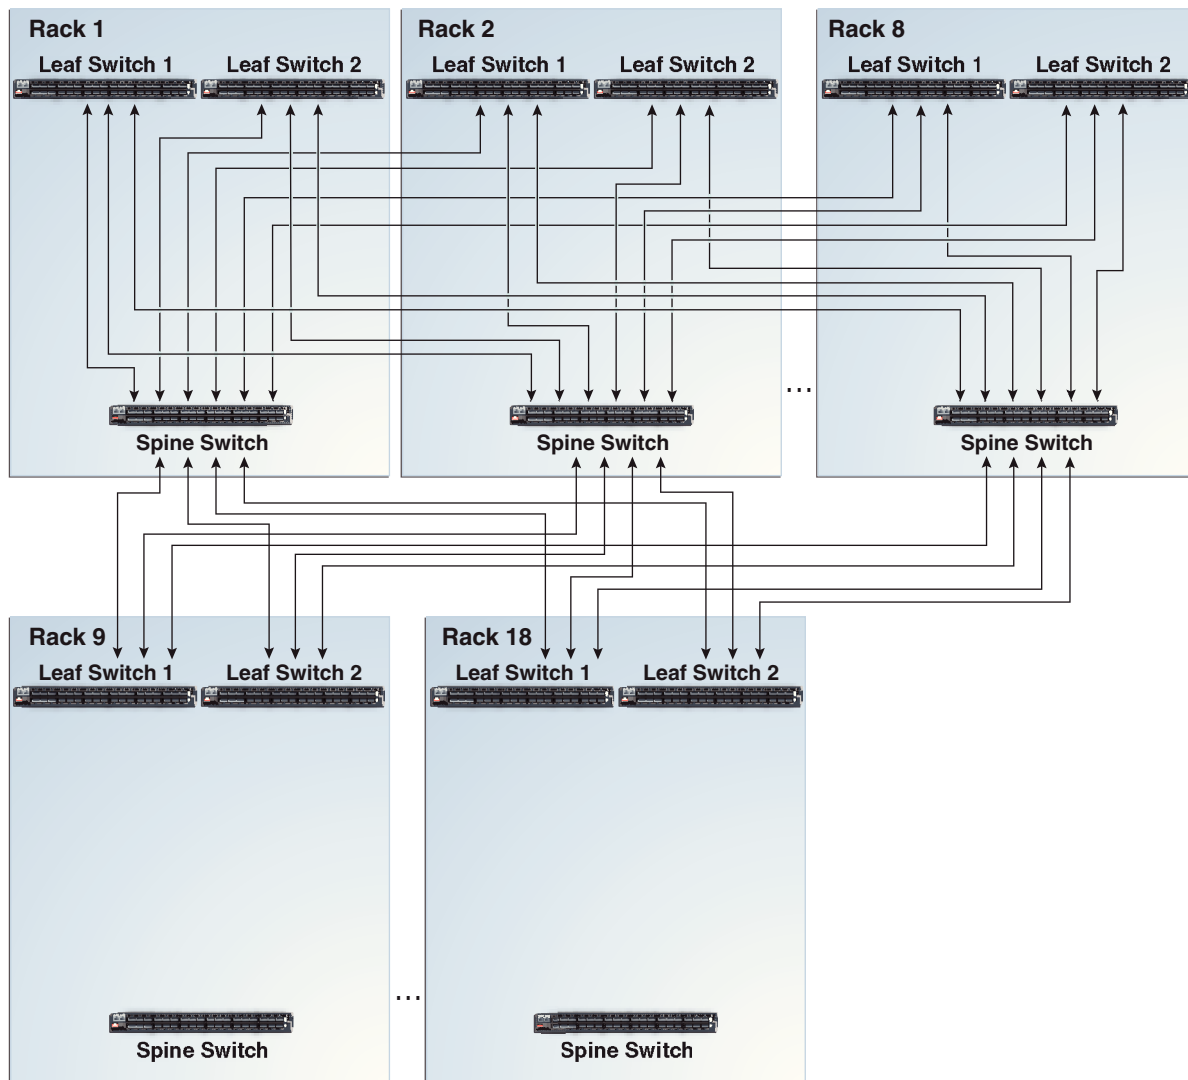 Rack 1
Rack 2
Rack 8
Leaf Switch 1
Leaf Switch 2
Leaf Switch 1
Leaf Switch 2
Leaf Switch 1
Leaf Switch 2
...
Spine Switch
Spine Switch
Spine Switch
Rack 9
Rack 18
Leaf Switch 1
Leaf Switch 2
Leaf Switch 1
Leaf Switch 2
...
Spine Switch
Spine Switch